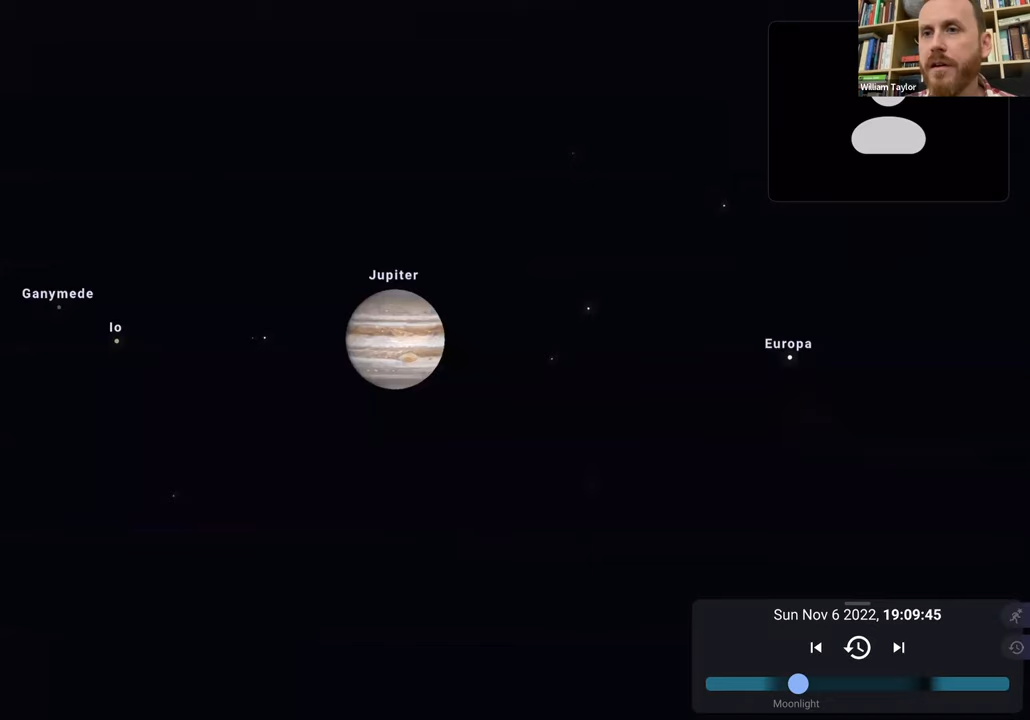 William Taylor
Jupiter
Ganymede
Io
Europa
Sun Nov 6 2022, 19:09:45
Moonlight